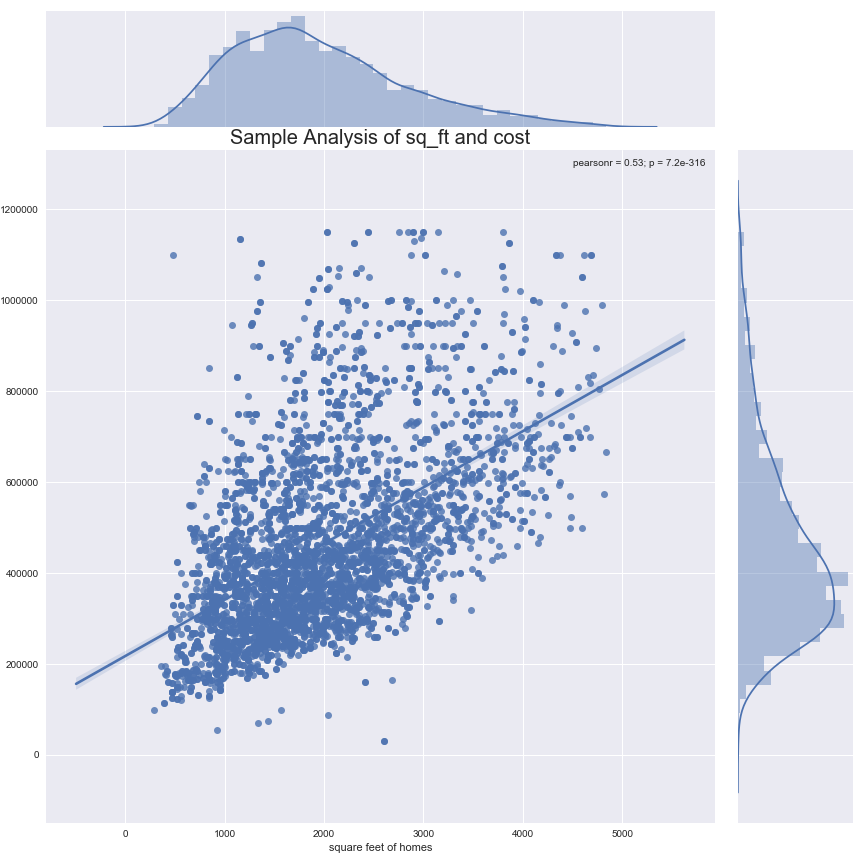 Sample Analysis of sq_ft and cost
pearsonr = 0.53; p = 7.2e-316
1200000
1000000
800000
600000
400000
200000
0
0 1000 2000 3000 4000 5000
square feet of homes